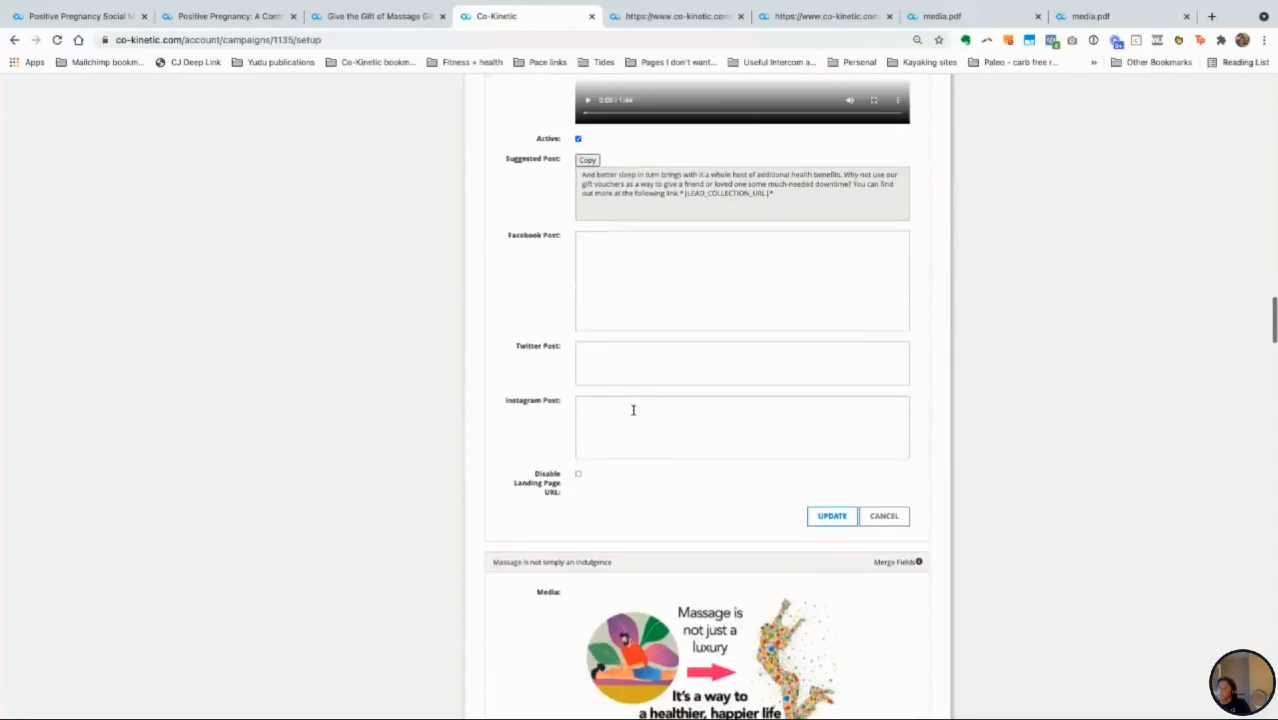 Positive Pregnancy Social M
Positive Pregnancy: A Cont
Give the Gift of Massage Gi
Co-Kinetic
https://www.co-kinetic.com
https://www.co-kinetic.com
media.pdf
media.pdf
co-kinetic.com/account/campaigns/1135/setup
Apps
Mailchimp bookm...
CJ Deep Link
Yudu publications
Co-Kinetic bookm...
Fitness + health
Pace links
Tides
Pages I don't want...
Useful Intercom a...
Personal
Kayaking sites
Paleo - carb free r...
»
Other Bookmarks
Reading List
0:00 / 1:44
Active:
Suggested Post:
Copy
And better sleep in turn brings with it a whole host of additional health benefits. Why not use our
gift vouchers as a way to give a friend or loved one some much-needed downtime? You can find
out more at the following link *|LEAD_COLLECTION_URL|*
Facebook Post:
Twitter Post:
Instagram Post:
Disable
Landing Page
URL:
UPDATE
CANCEL
Massage is not simply an indulgence
Merge Fields
Media:
Massage is
not just a
luxury
It's a way to
a healthier, happier life